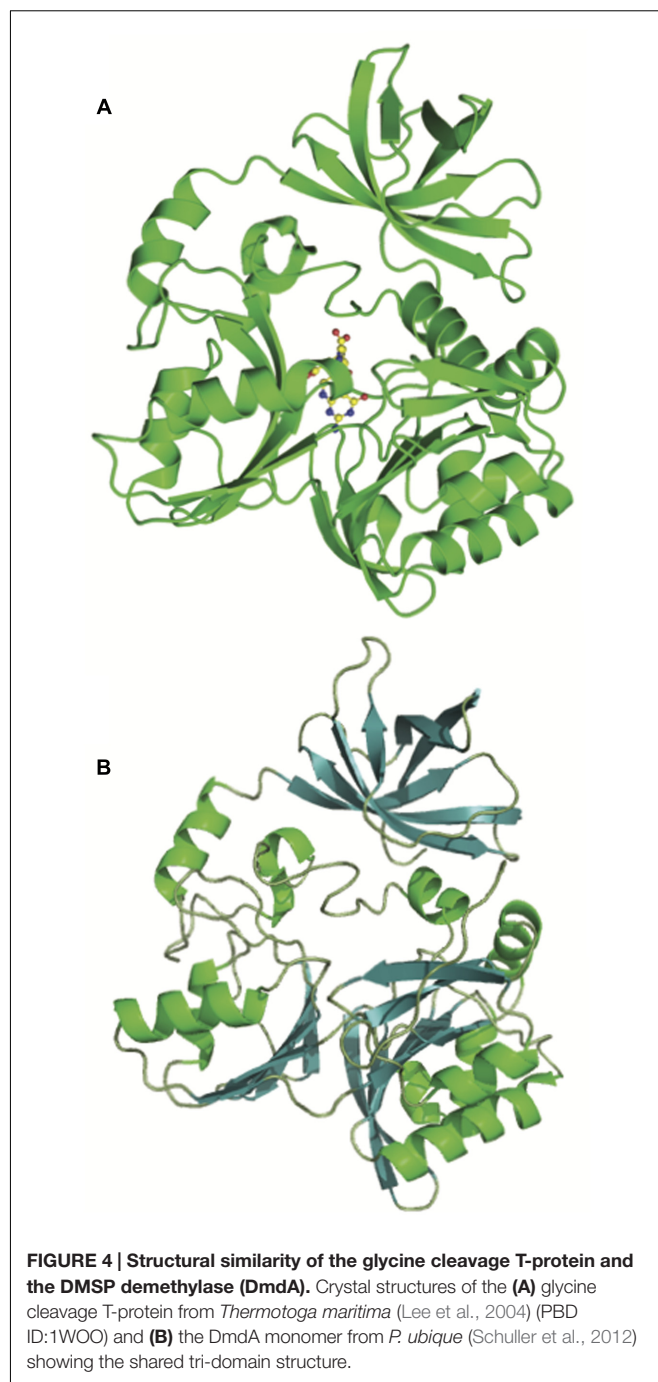 A
B
FIGURE 4 | Structural similarity of the glycine cleavage T-protein and
the DMSP demethylase (DmdA). Crystal structures of the (A) glycine
cleavage T-protein from Thermotoga maritima (Lee et al., 2004) (PBD
ID:1WOO) and (B) the DmdA monomer from P. ubique (Schuller et al., 2012)
showing the shared tri-domain structure.